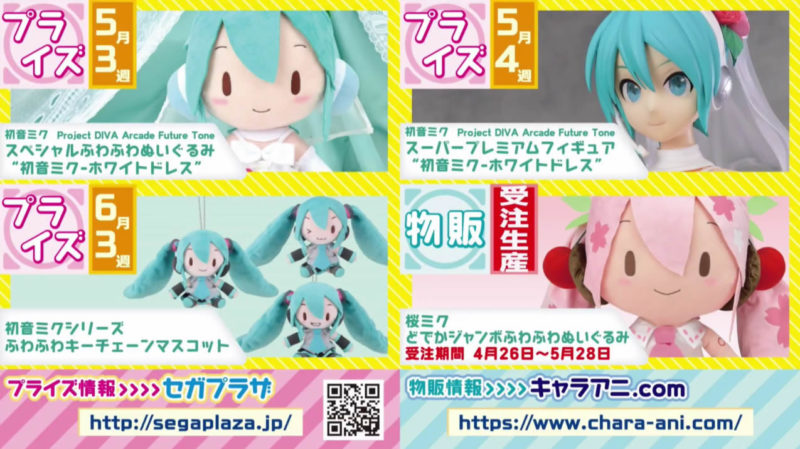 プライズ
5月3週
初音ミク Project DIVA Arcade Future Tone
スペシャルふわふわぬいぐるみ
“初音ミク-ホワイトドレス”
プライズ
5月4週
初音ミク Project DIVA Arcade Future Tone
スーパープレミアムフィギュア
“初音ミク-ホワイトドレス”
プライズ
6月3週
初音ミクシリーズ
ふわふわキーチェーンマスコット
物販
受注生産
桜ミク
どでかジャンボふわふわぬいぐるみ
受注期間 4月26日〜5月28日
プライズ情報>>>>セガプラザ
http://segaplaza.jp/
物販情報>>>>キャラアニ.com
https://www.chara-ani.com/